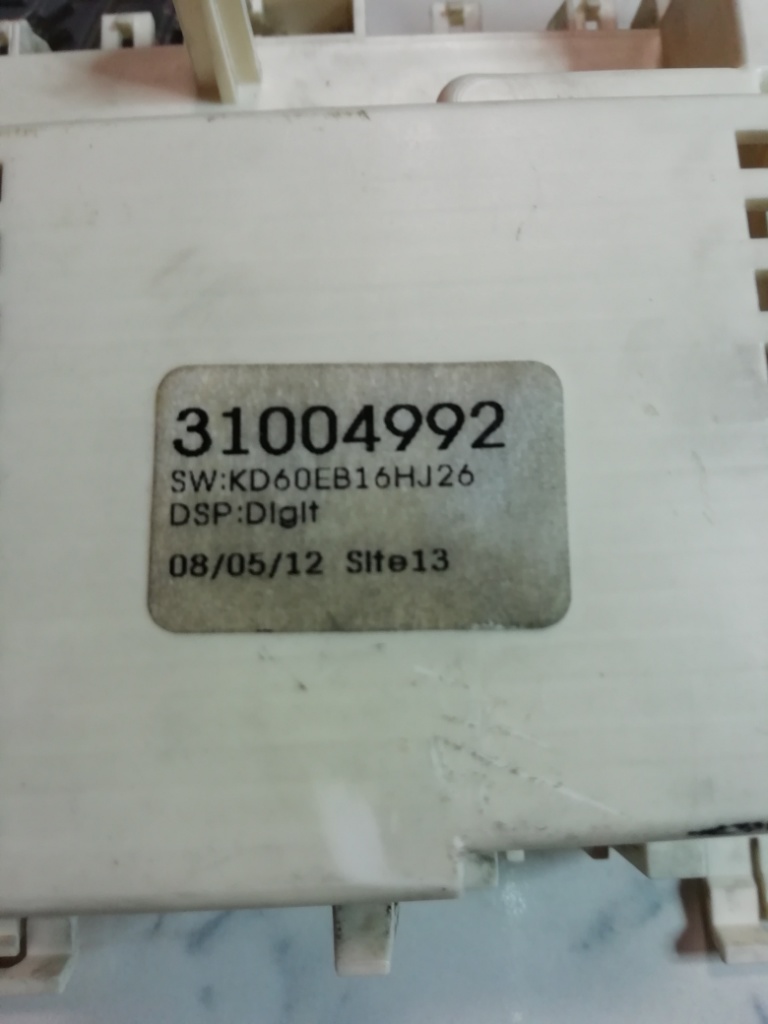 31004992
SW:KD60EB16HJ26
DSP:Digit
08/05/12 Site13